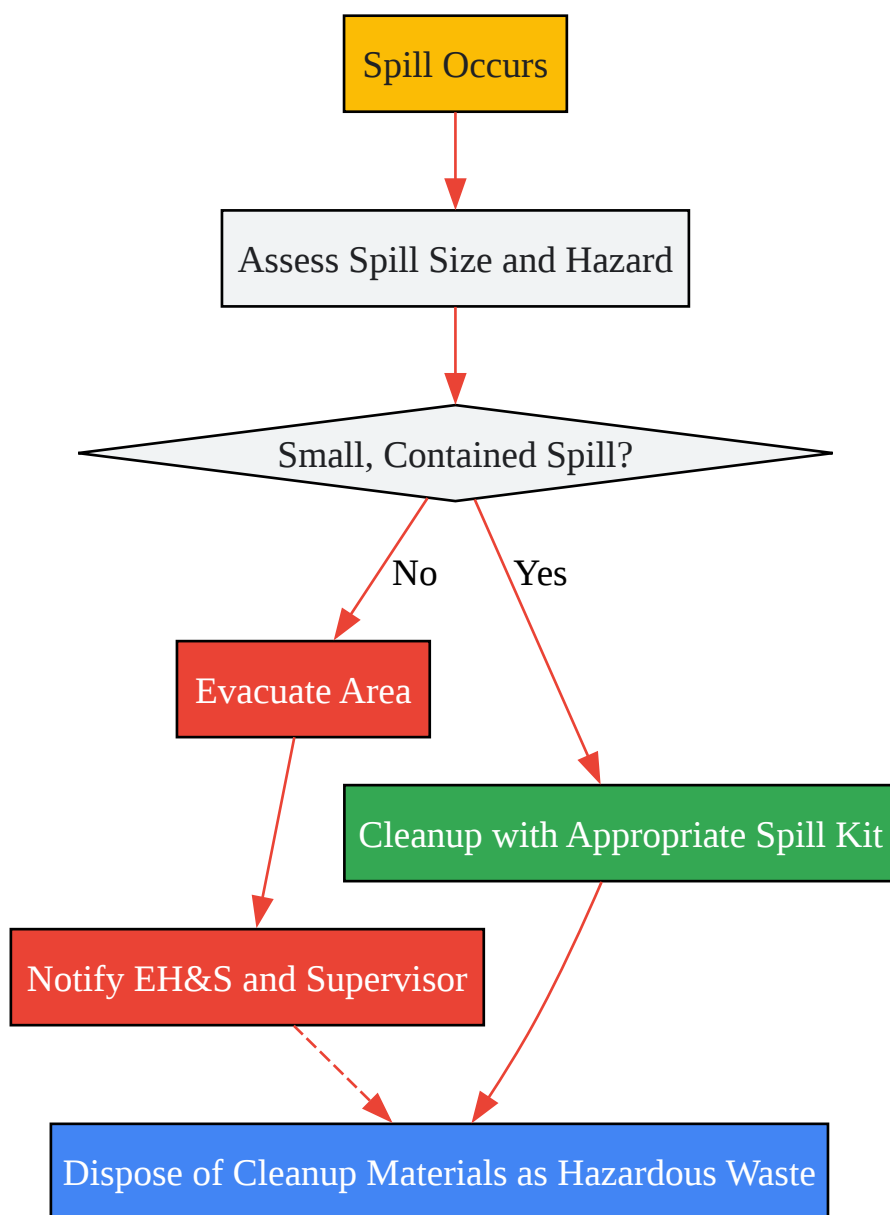 Spill Occurs
Assess Spill Size and Hazard
Small, Contained Spill?
No
Yes
Evacuate Area
Cleanup with Appropriate Spill Kit
Notify EH&S and Supervisor
Dispose of Cleanup Materials as Hazardous Waste